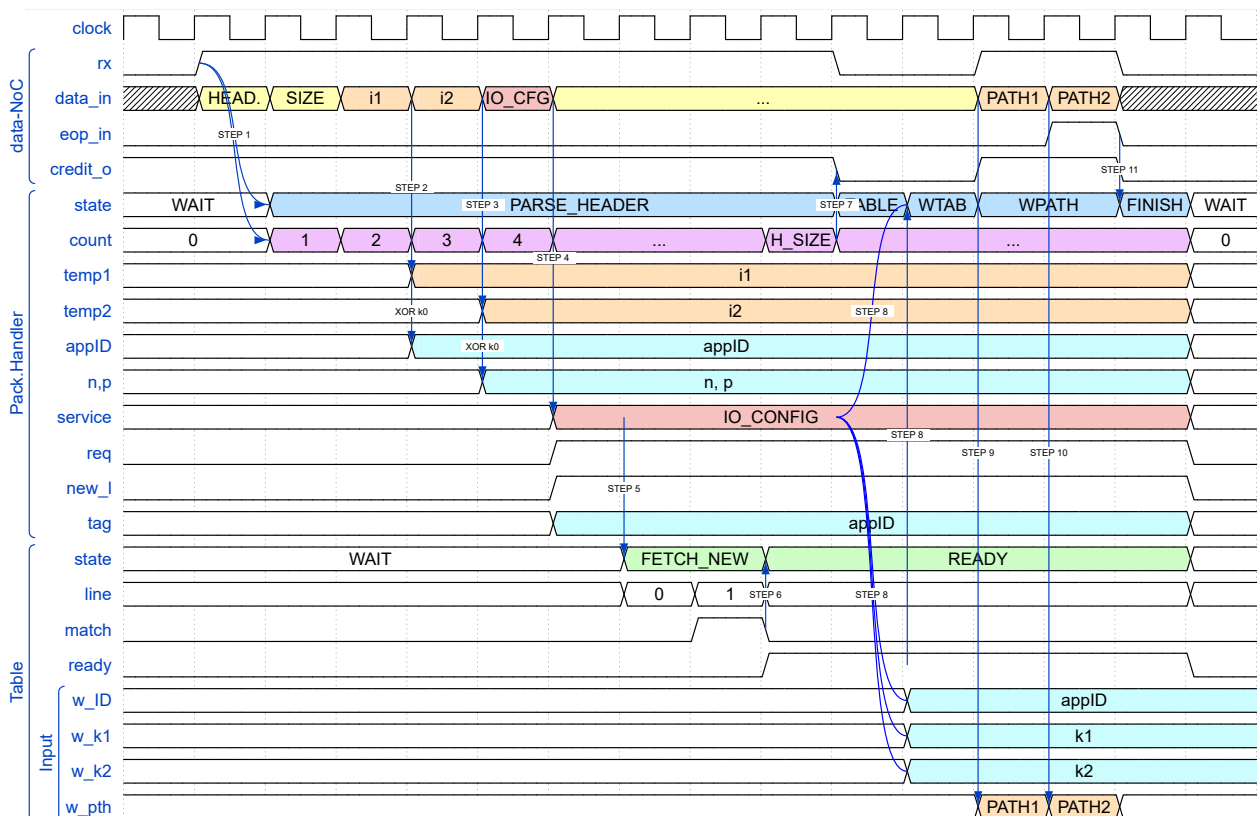 clock
data-NoC
rx
data_in HEAD. SIZE i1 i2 IO_CFG ... PATH1 PATH2
eop_in
STEP 1
credit_o
STEP 11
Pack.Handler
STEP 2
state WAIT PARSE_HEADER TABLE WTAB WPATH FINISH WAIT
STEP 3 STEP 7
count 0 1 2 3 4 ... H_SIZE ... 0
STEP 4
temp1 i1
temp2 i2
XOR k0 STEP 8
appID appID
XOR k0
n,p n, p
service IO_CONFIG
STEP 8
req
STEP 9 STEP 10
new_l
STEP 5
tag appID
Table
state WAIT FETCH_NEW READY
line 0 1
STEP 6 STEP 8
match
ready
Input
w_ID appID
w_k1 k1
w_k2 k2
w_pth PATH1 PATH2